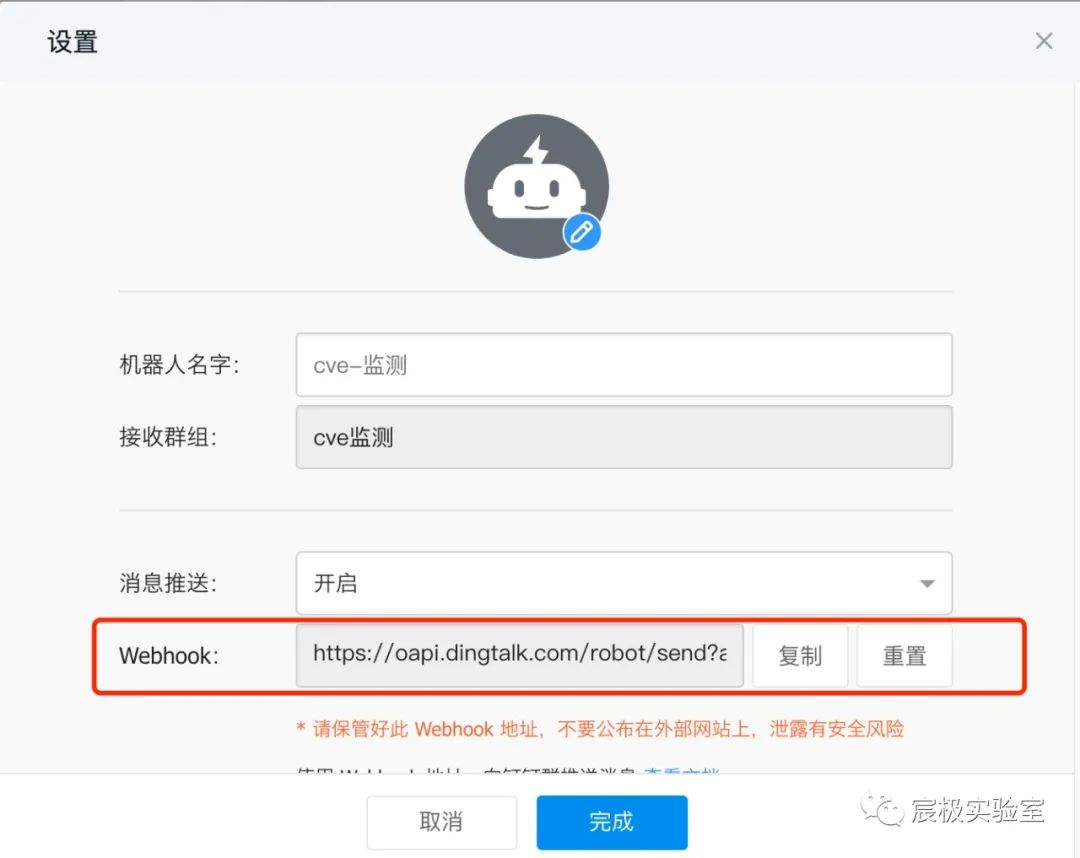 设置
机器人名字:
cve-监测
接收群组:
cve监测
消息推送:
开启
Webhook:
https://oapi.dingtalk.com/robot/send?a
复制
重置
* 请保管好此 Webhook 地址，不要公布在外部网站上，泄露有安全风险
取消
完成
宸极实验室